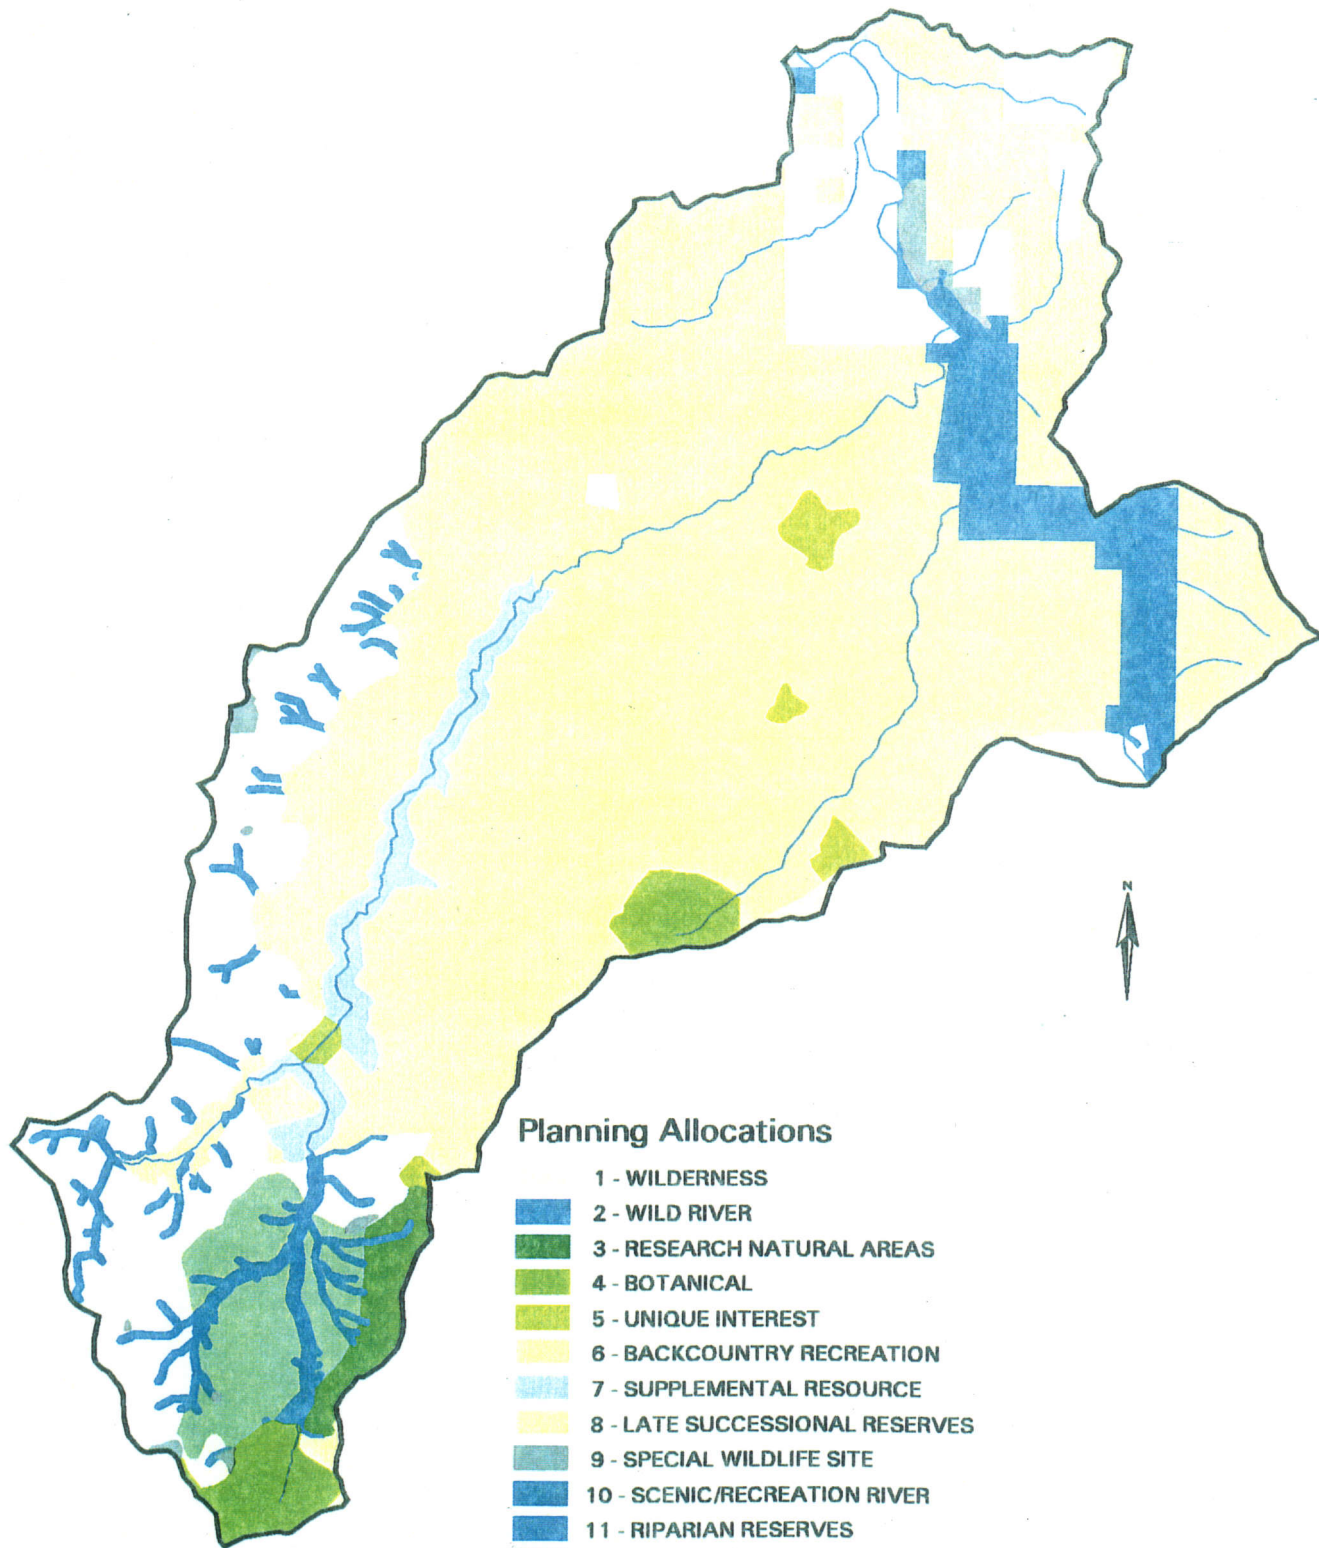 N
Planning Allocations
1 - WILDERNESS
2 - WILD RIVER
3 - RESEARCH NATURAL AREAS
4 - BOTANICAL
5 - UNIQUE INTEREST
6 - BACKCOUNTRY RECREATION
7 - SUPPLEMENTAL RESOURCE
8 - LATE SUCCESSIONAL RESERVES
9 - SPECIAL WILDLIFE SITE
10 - SCENIC/RECREATION RIVER
11 - RIPARIAN RESERVES